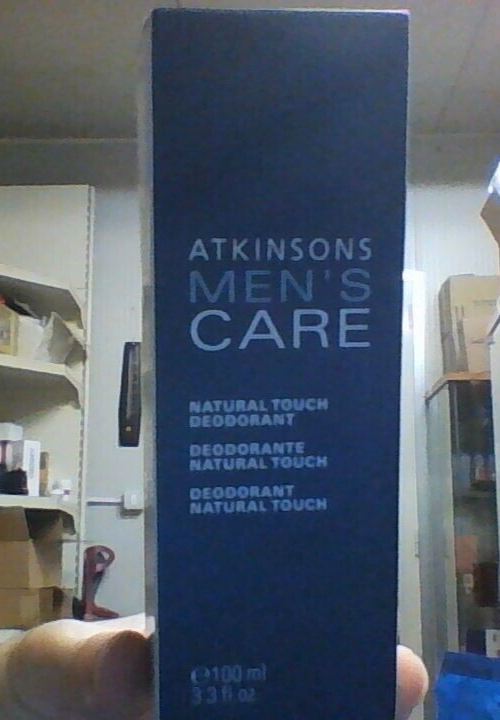 ATKINSONS
MEN'S
CARE
NATURAL TOUCH
DEODORANT
DEODORANTE
NATURAL TOUCH
DEODORANT
NATURAL TOUCH
℮100 ml
3.3 fl oz